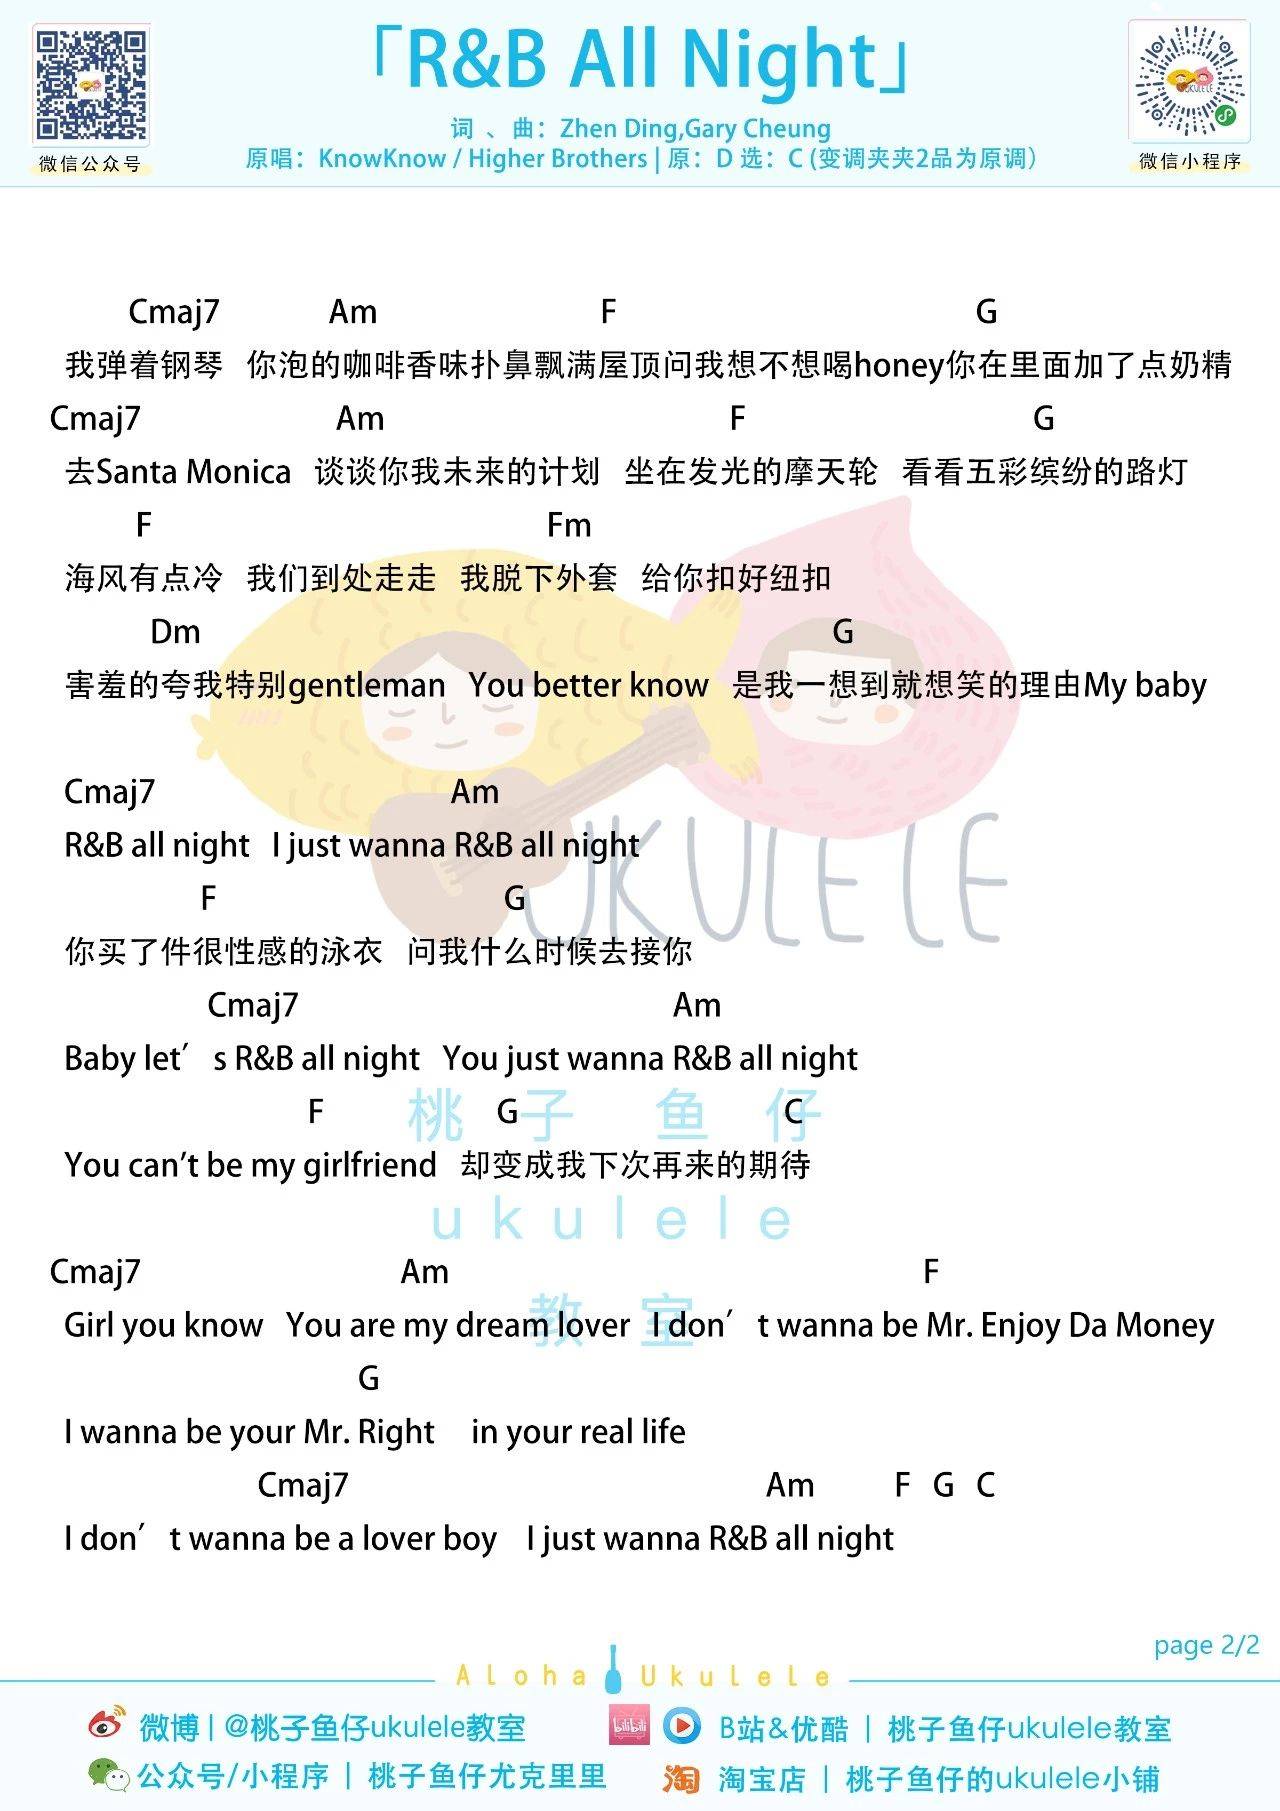 「R&B All Night」
词 、曲：Zhen Ding,Gary Cheung
原唱：KnowKnow / Higher Brothers | 原：D 选：C (变调夹夹2品为原调)
微信公众号
UKULELE
微信小程序
Cmaj7 Am F G
我弹着钢琴 你泡的咖啡香味扑鼻飘满屋顶问我想不想喝honey你在里面加了点奶精
Cmaj7 Am F G
去Santa Monica 谈谈你我未来的计划 坐在发光的摩天轮 看看五彩缤纷的路灯
F Fm
海风有点冷 我们到处走走 我脱下外套 给你扣好纽扣
Dm G
害羞的夸我特别gentleman You better know 是我一想到就想笑的理由My baby
Cmaj7 Am
R&B all night I just wanna R&B all night
UKULELE
F G
你买了件很性感的泳衣 问我什么时候去接你
Cmaj7 Am
Baby let′s R&B all night You just wanna R&B all night
桃子鱼仔
F G C
You can't be my girlfriend 却变成我下次再来的期待
ukulele
Cmaj7 Am F
教室
Girl you know You are my dream lover I don′t wanna be Mr. Enjoy Da Money
G
I wanna be your Mr. Right in your real life
Cmaj7 Am F G C
I don′t wanna be a lover boy I just wanna R&B all night
page 2/2
Aloha Ukulele
微博 | @桃子鱼仔ukulele教室
bilibili B站&优酷 | 桃子鱼仔ukulele教室
公众号/小程序 | 桃子鱼仔尤克里里
淘 淘宝店 | 桃子鱼仔的ukulele小铺